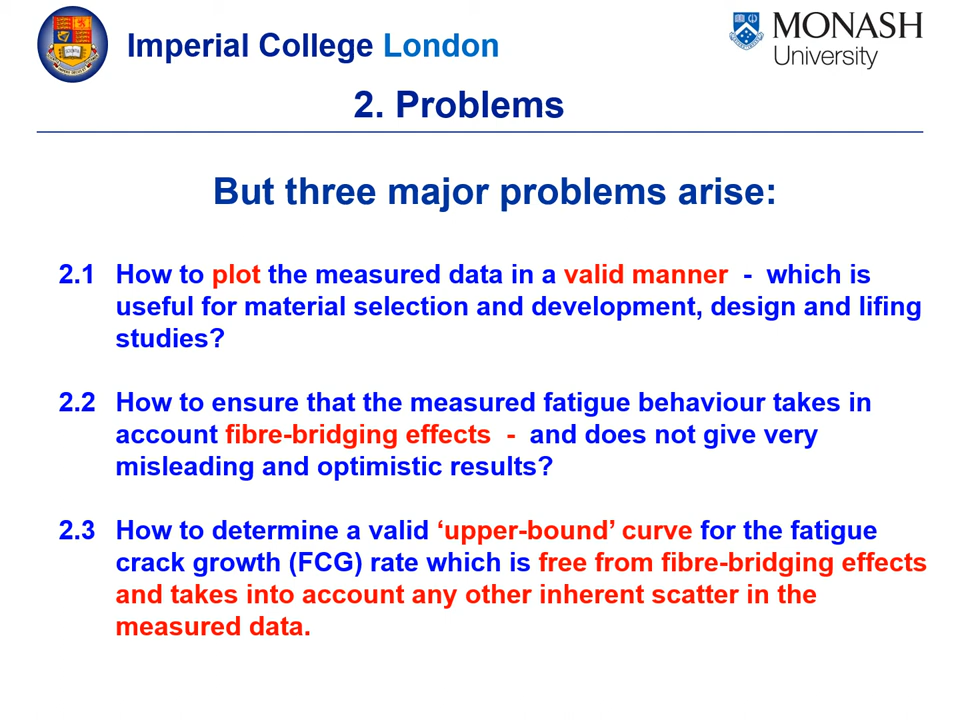 Imperial College London
MONASH
University
2. Problems
But three major problems arise:
2.1 How to plot the measured data in a valid manner - which is
useful for material selection and development, design and lifing
studies?
2.2 How to ensure that the measured fatigue behaviour takes in
account fibre-bridging effects - and does not give very
misleading and optimistic results?
2.3 How to determine a valid ‘upper-bound’ curve for the fatigue
crack growth (FCG) rate which is free from fibre-bridging effects
and takes into account any other inherent scatter in the
measured data.